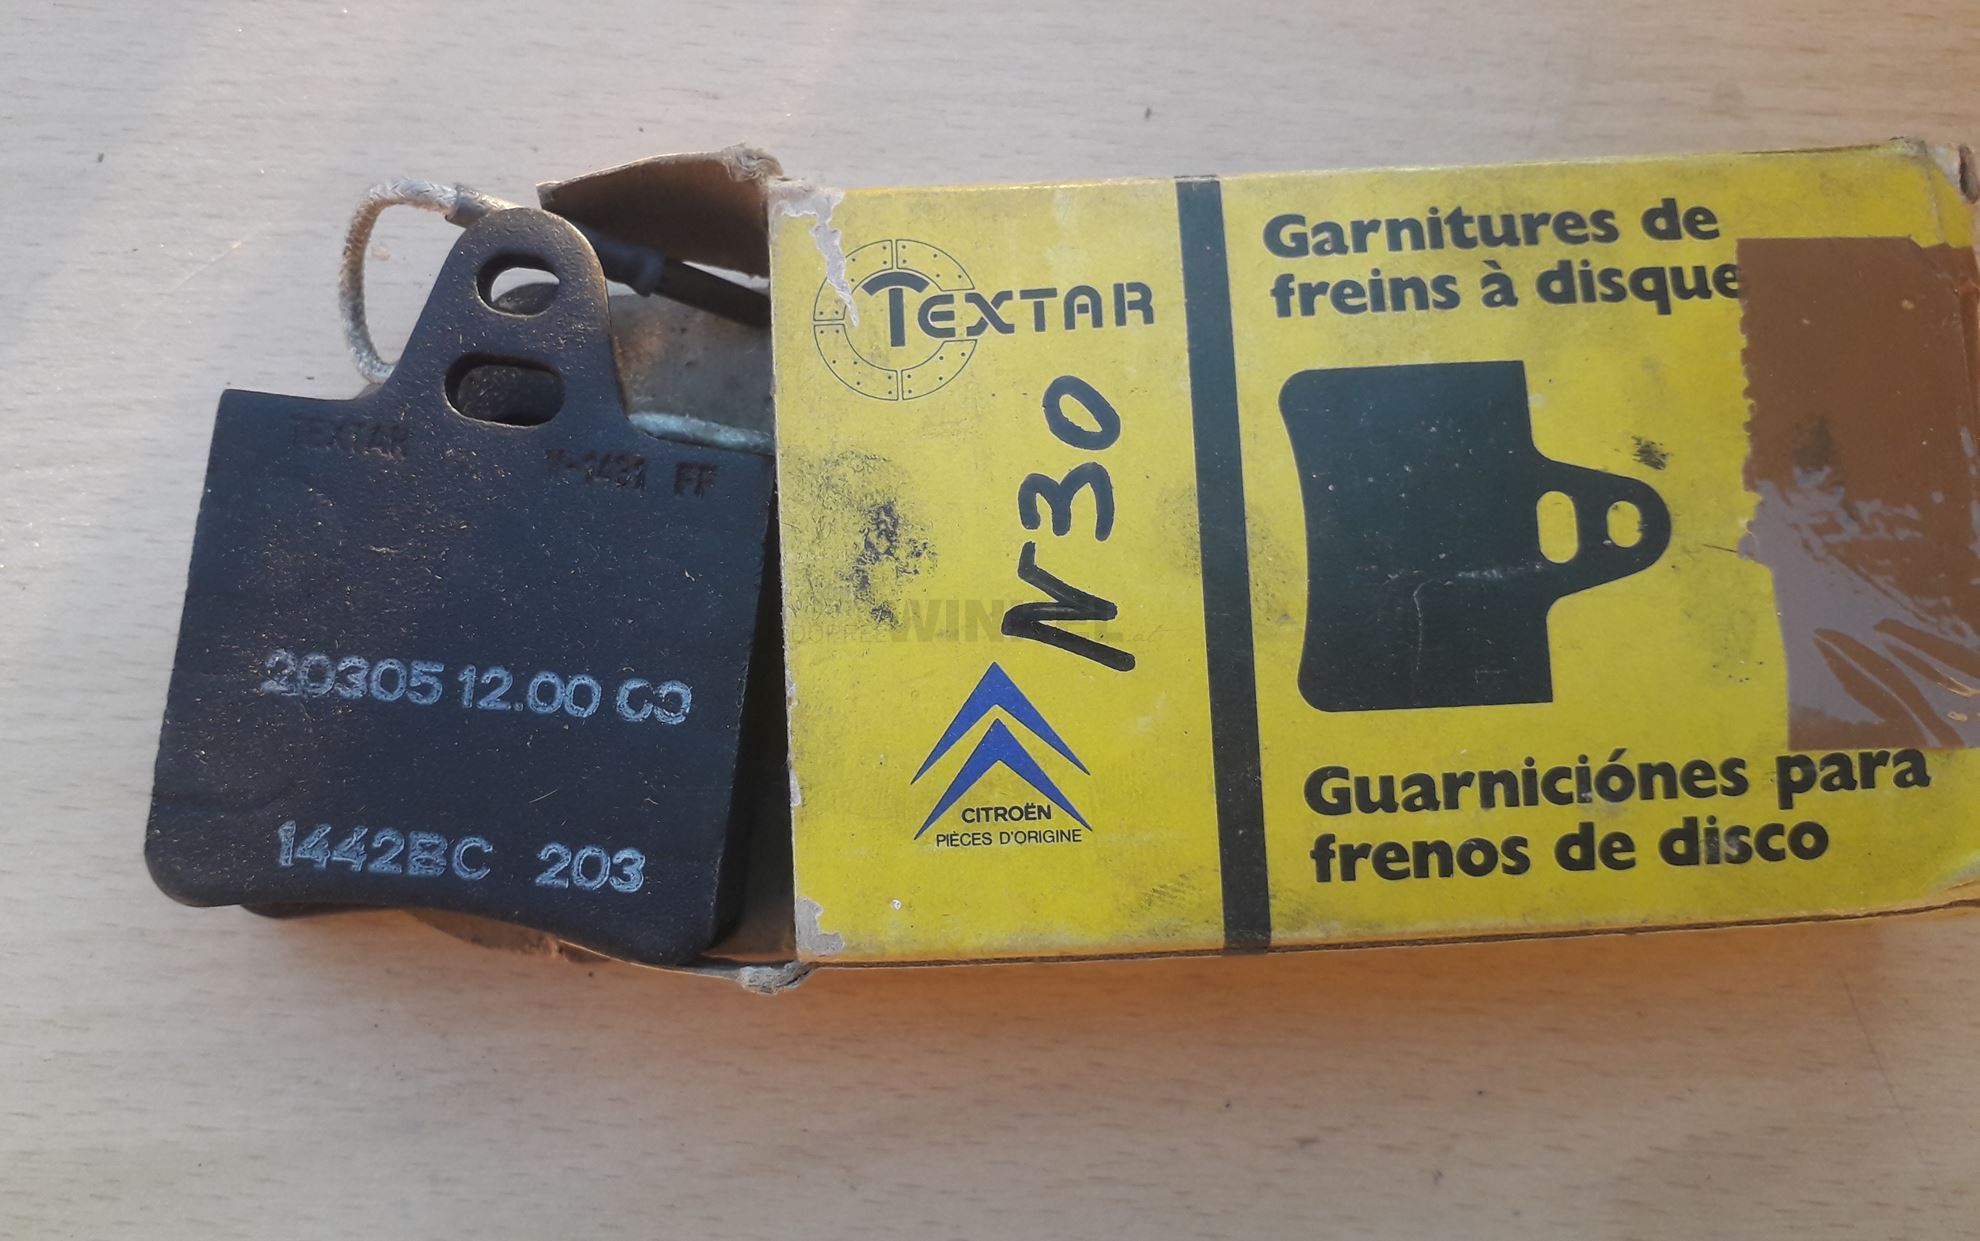 TEXTAR
FF
20305 12.00 00
1442BC 203
TEXTAR
N30
CITROËN
PIÈCES D'ORIGINE
Garnitures de
freins à disque
Guarniciónes para
frenos de disco